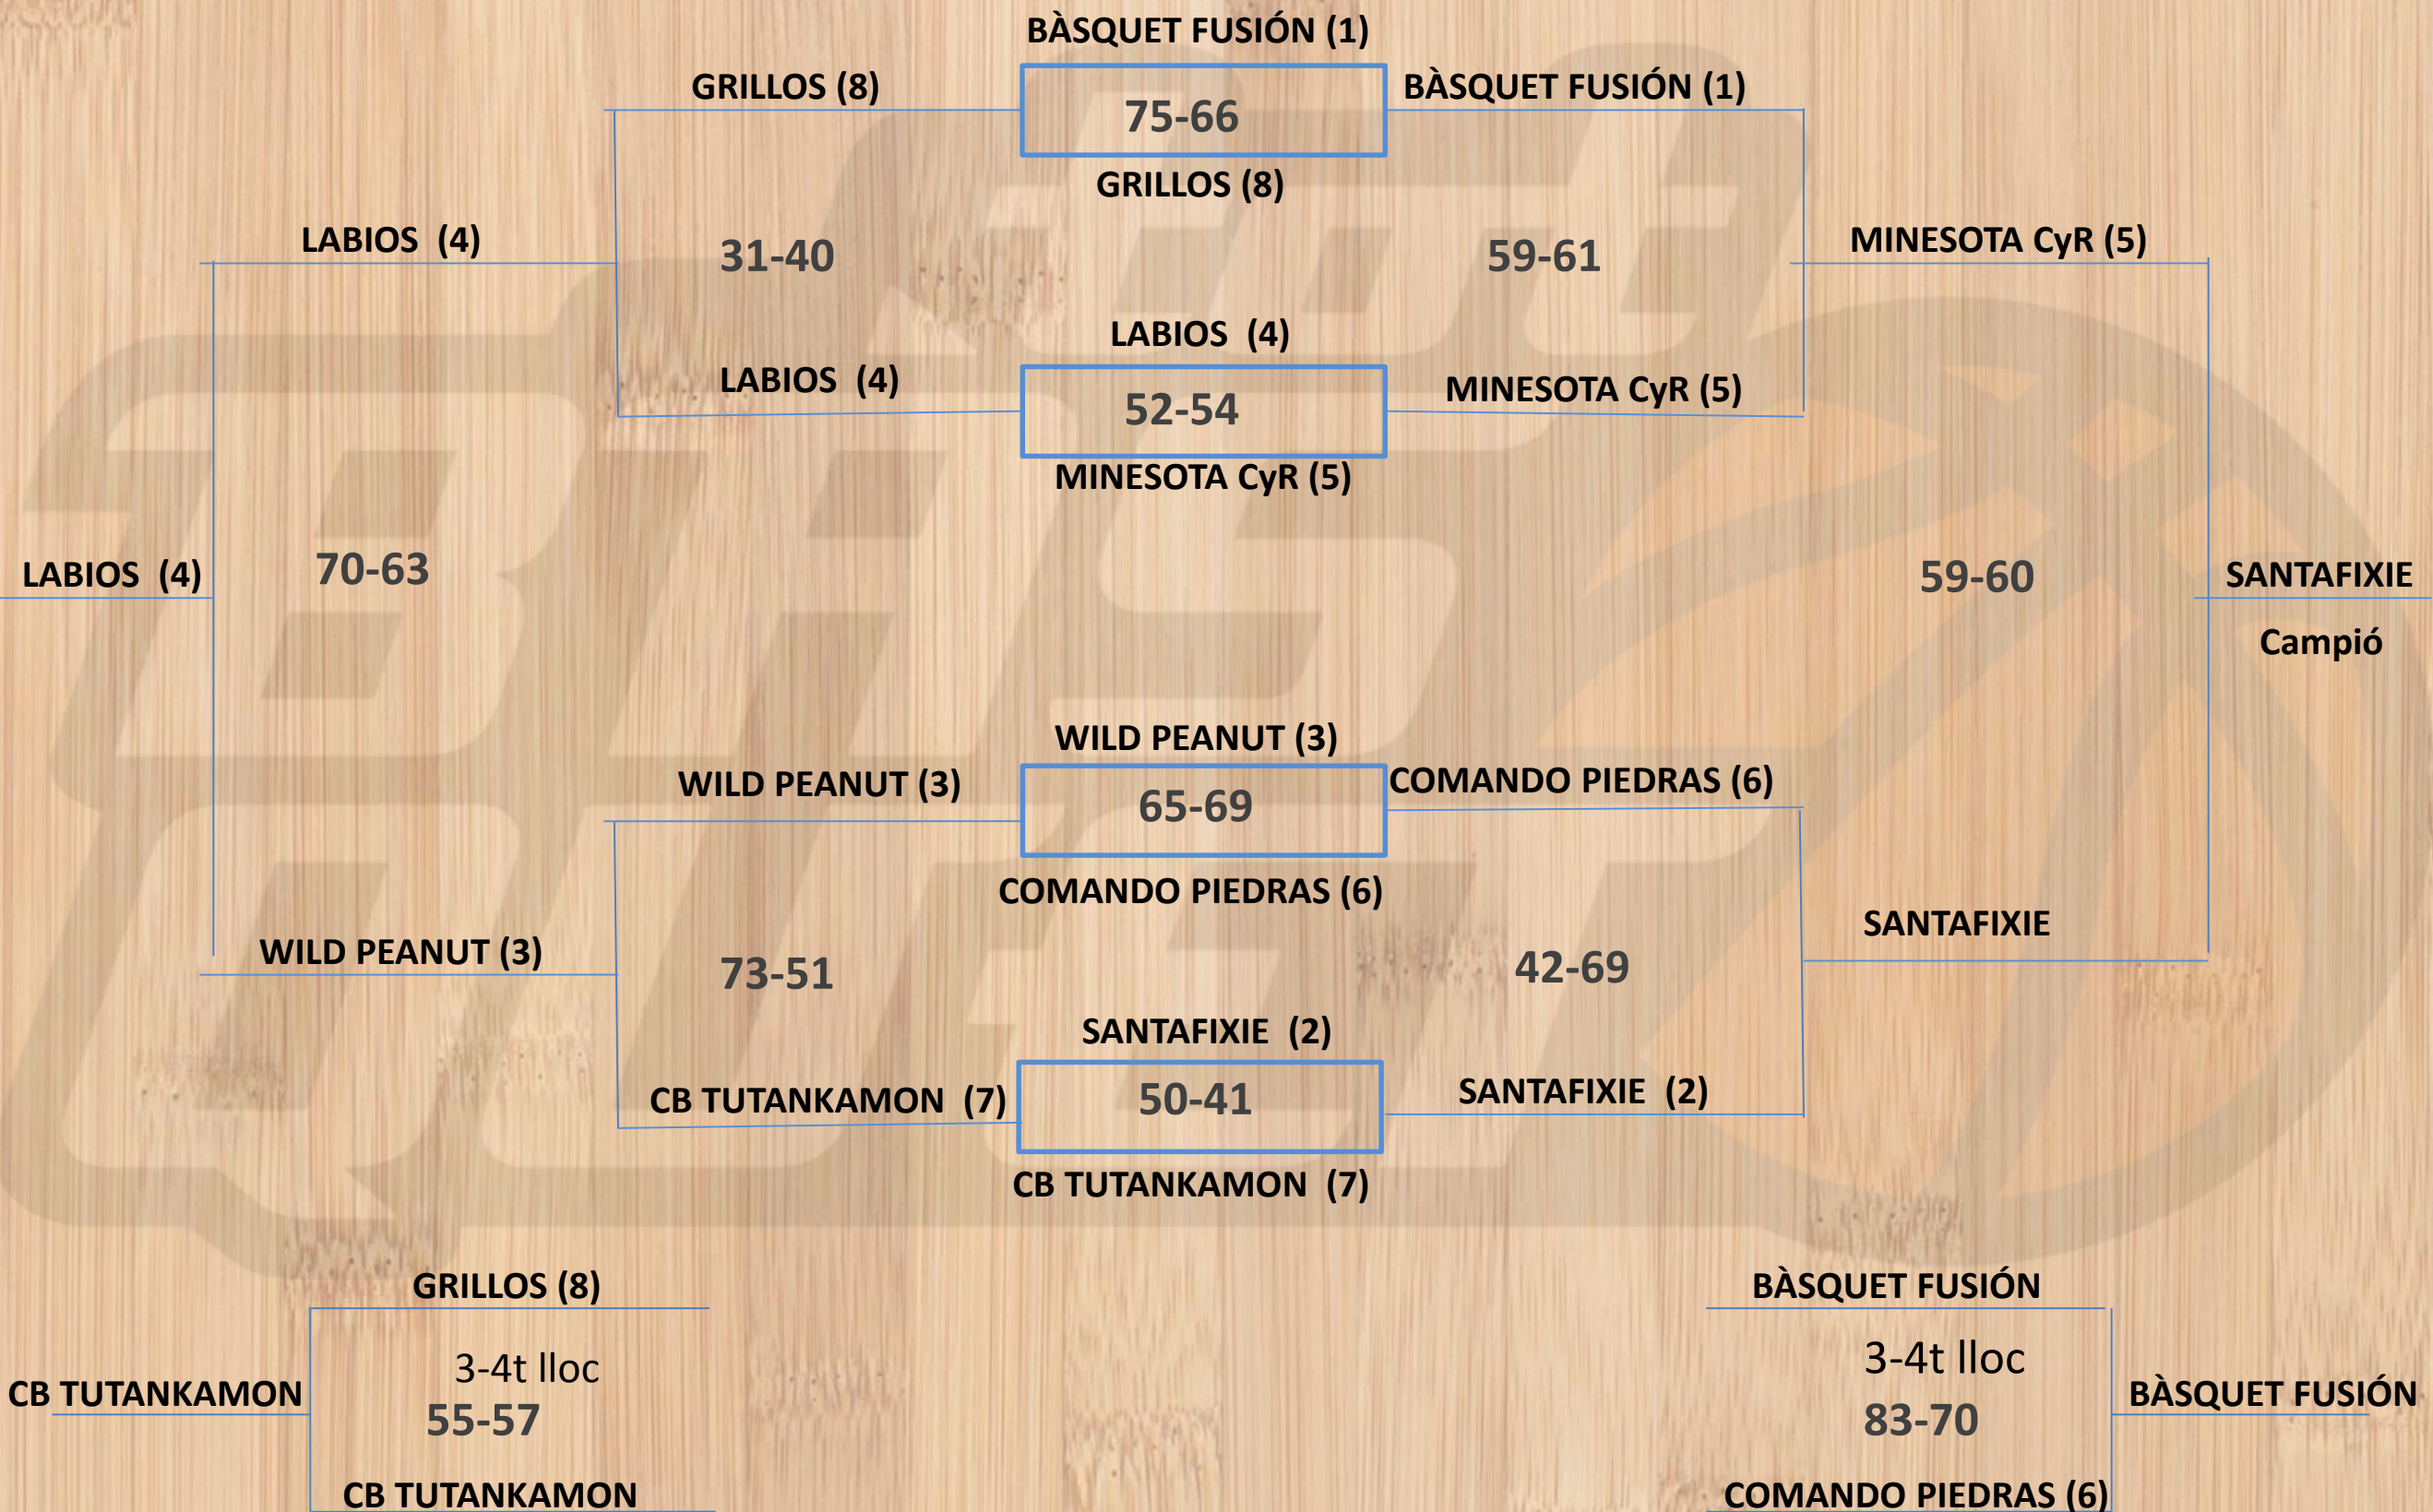 BÀSQUET FUSIÓN (1)
GRILLOS (8)
75-66
BÀSQUET FUSIÓN (1)
GRILLOS (8)
LABIOS (4)
31-40
59-61
MINESOTA CyR (5)
LABIOS (4)
LABIOS (4)
52-54
MINESOTA CyR (5)
MINESOTA CyR (5)
LABIOS (4)
70-63
59-60
SANTAFIXIE
Campió
WILD PEANUT (3)
WILD PEANUT (3)
65-69
COMANDO PIEDRAS (6)
COMANDO PIEDRAS (6)
SANTAFIXIE
WILD PEANUT (3)
73-51
42-69
SANTAFIXIE (2)
CB TUTANKAMON (7)
50-41
SANTAFIXIE (2)
CB TUTANKAMON (7)
GRILLOS (8)
3-4t lloc
CB TUTANKAMON
55-57
CB TUTANKAMON
BÀSQUET FUSIÓN
3-4t lloc
BÀSQUET FUSIÓN
83-70
COMANDO PIEDRAS (6)